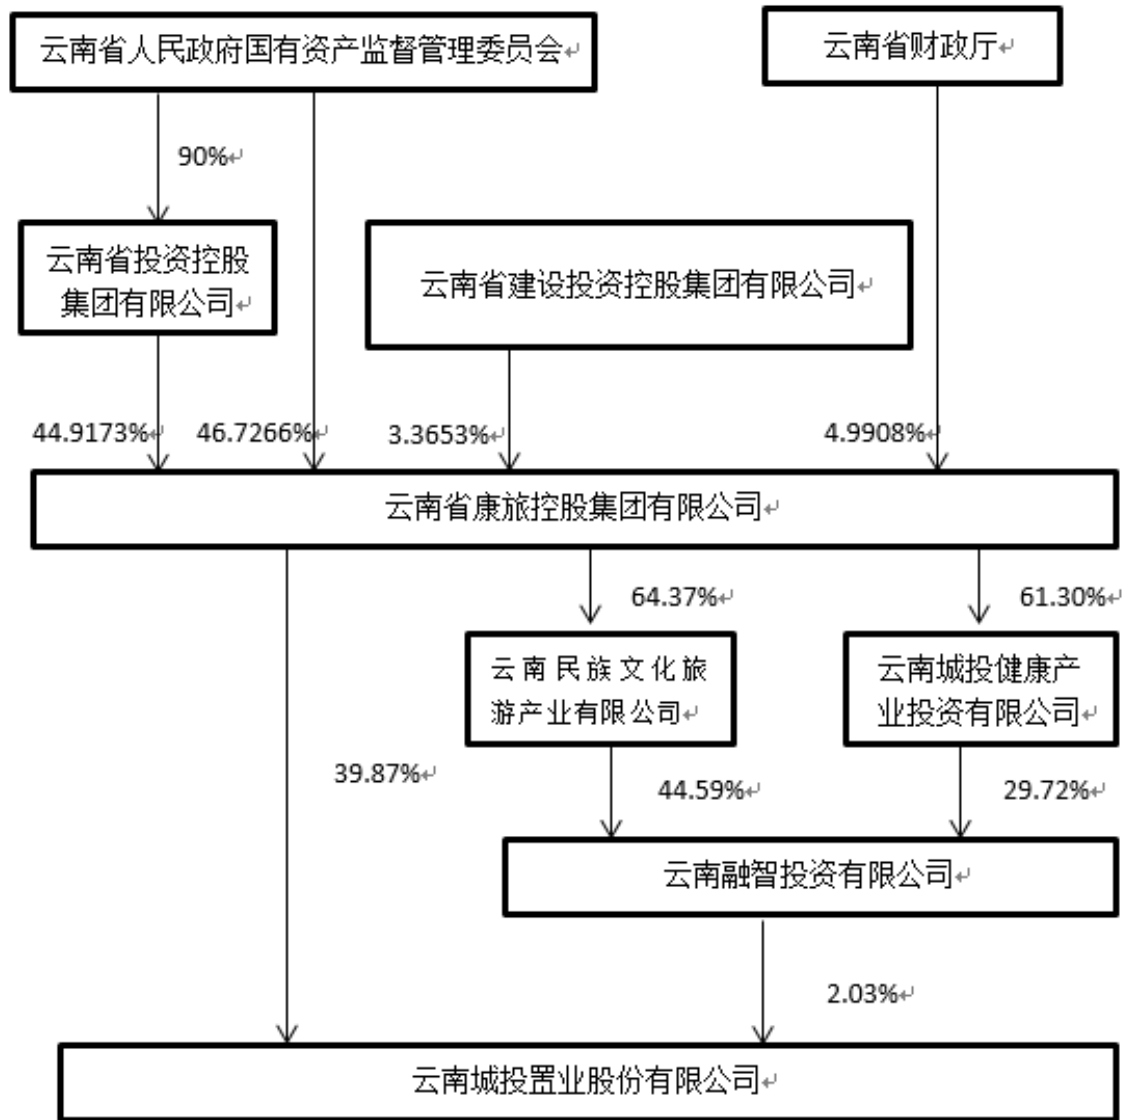 云南省人民政府国有资产监督管理委员会
云南省财政厅
90%
云南省投资控股
集团有限公司
云南省建设投资控股集团有限公司
44.9173%
46.7266%
3.3653%
4.9908%
云南省康旅控股集团有限公司
64.37%
61.30%
云南民族文化旅
游产业有限公司
云南城投健康产
业投资有限公司
39.87%
44.59%
29.72%
云南融智投资有限公司
2.03%
云南城投置业股份有限公司